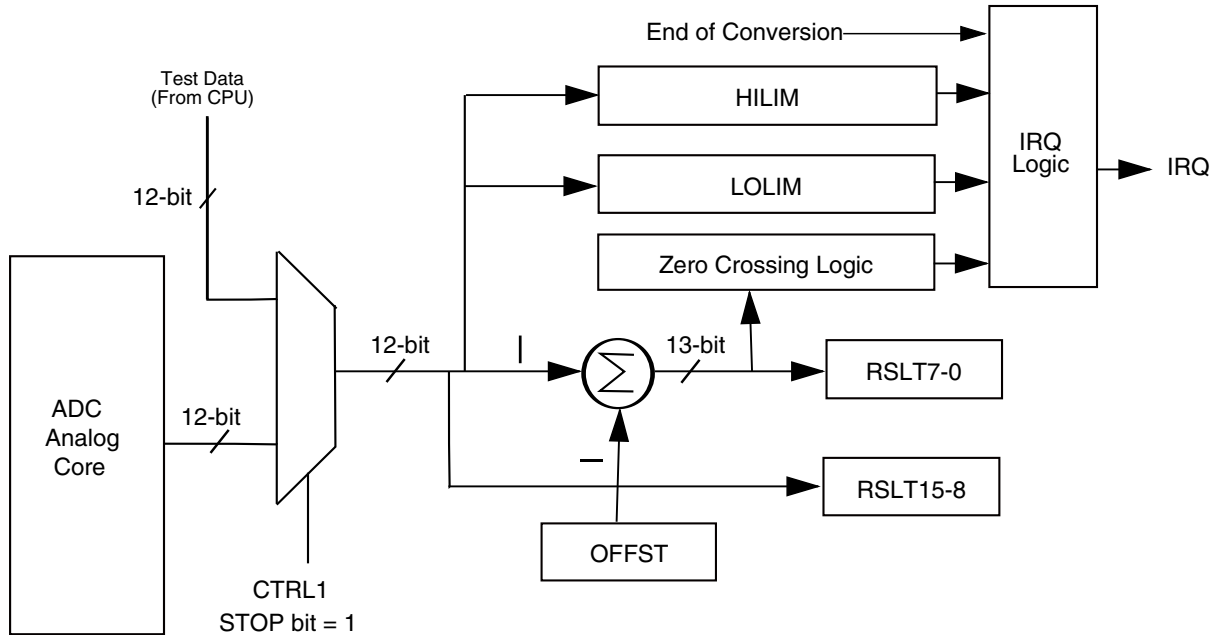 End of Conversion
Test Data
(From CPU)
HILIM
IRQ
Logic
IRQ
12-bit
LOLIM
Zero Crossing Logic
12-bit
13-bit
RSLT7-0
ADC
Analog
Core
12-bit
RSLT15-8
OFFST
CTRL1
STOP bit = 1